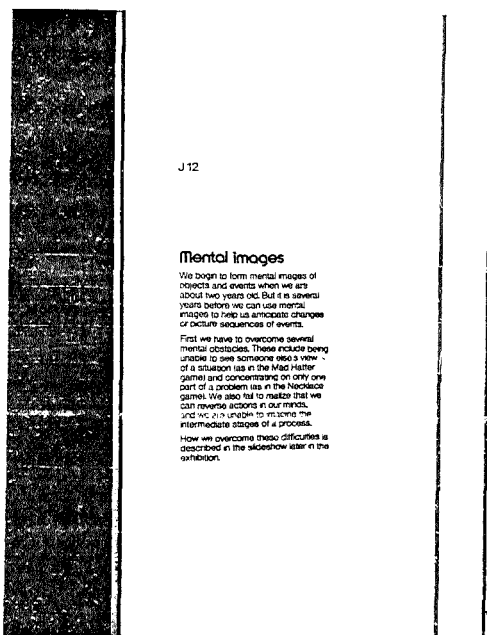 J 12
Mental images
We begin to form mental images of
objects and events when we are
about two years old. But it is several
years before we can use mental
images to help us anticipate changes
or picture sequences of events.
First we have to overcome several
mental obstacles. These include being
unable to see someone else's view
of a situation (as in the Mad Hatter
game) and concentrating on only one
part of a problem (as in the Necklace
game). We also fail to realize that we
can reverse actions in our minds,
and we are unable to imagine the
intermediate stages of a process.
How we overcome these difficulties is
described in the slideshow later in the
exhibition.